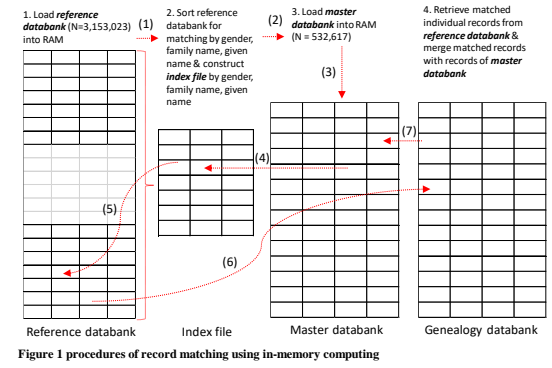 1. Load reference
databank (N=3,153,023)
into RAM
(1)
2. Sort reference
databank for
matching by gender,
family name, given
name & construct
index file by gender,
family name, given
name
(2)
3. Load master
databank into RAM
(N = 532,617)
(3)
4. Retrieve matched
individual records from
reference databank &
merge matched records
with records of master
databank
(7)
(4)
(5)
(6)
Reference databank
Index file
Master databank
Genealogy databank
Figure 1 procedures of record matching using in-memory computing